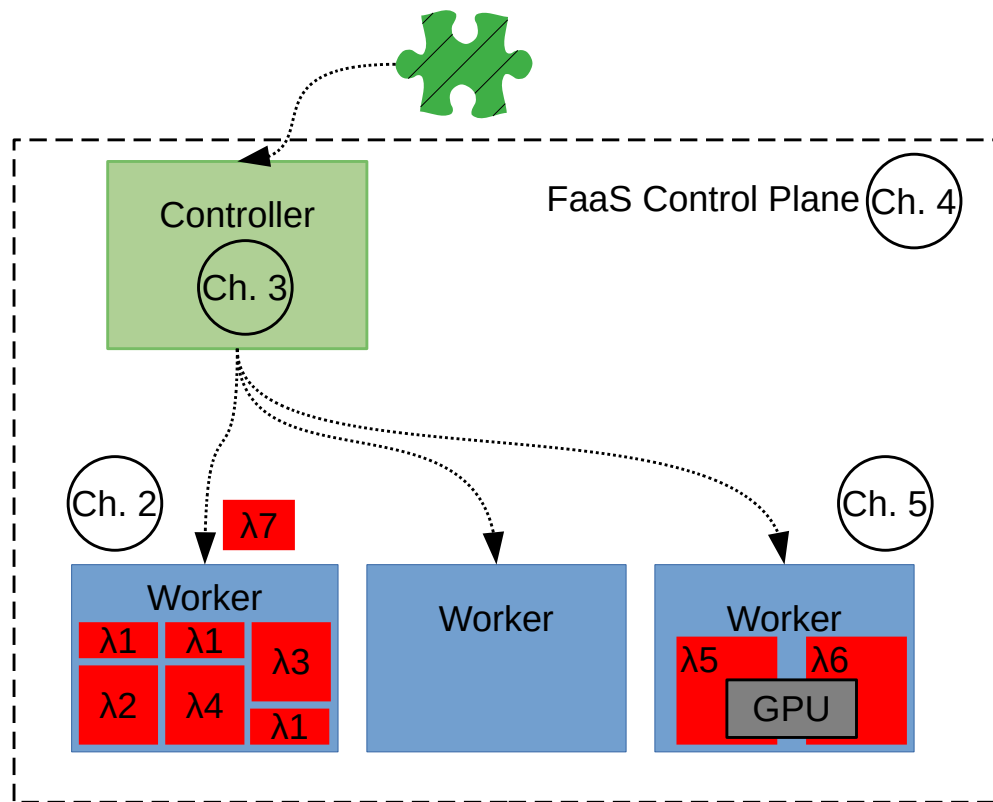 Controller
Ch. 3
FaaS Control Plane
Ch. 4
Ch. 2
λ7
Ch. 5
Worker
λ1
λ1
λ3
λ2
λ4
λ1
Worker
Worker
λ5
λ6
GPU